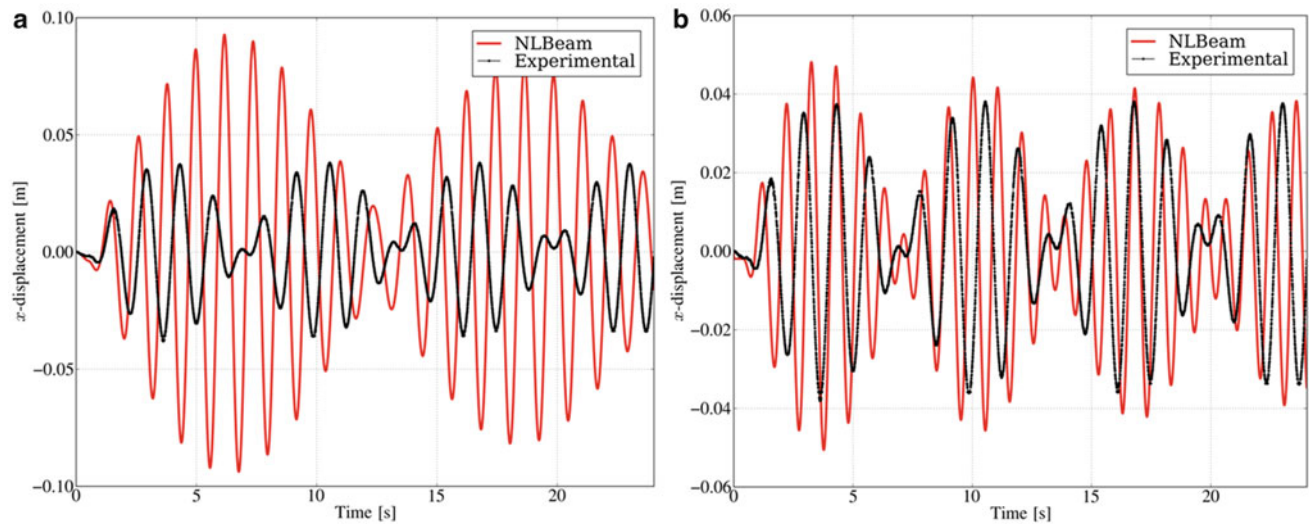 a
NLBeam
Experimental
x-displacement [m]
0.10
0.05
0.00
−0.05
−0.10
0
5
10
15
20
Time [s]
b
NLBeam
Experimental
x-displacement [m]
0.06
0.04
0.02
0.00
−0.02
−0.04
−0.06
0
5
10
15
20
Time [s]